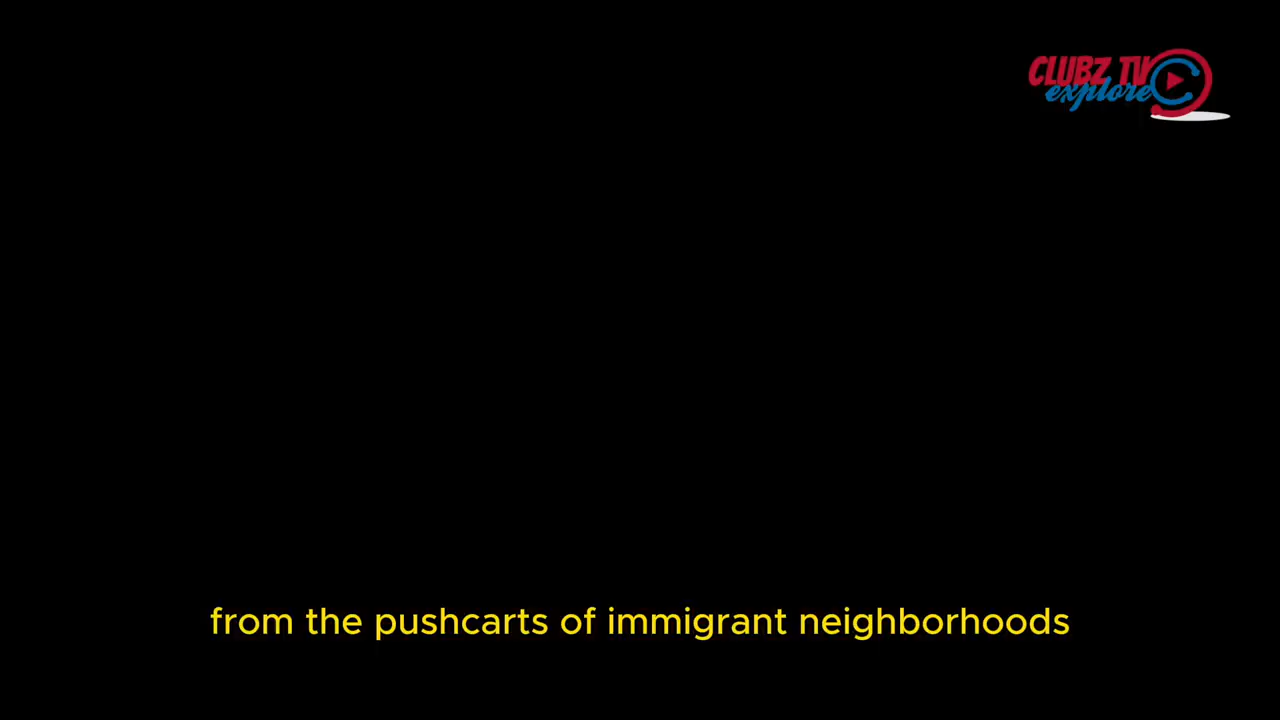 CLUBZ TV
explore
from the pushcarts of immigrant neighborhoods